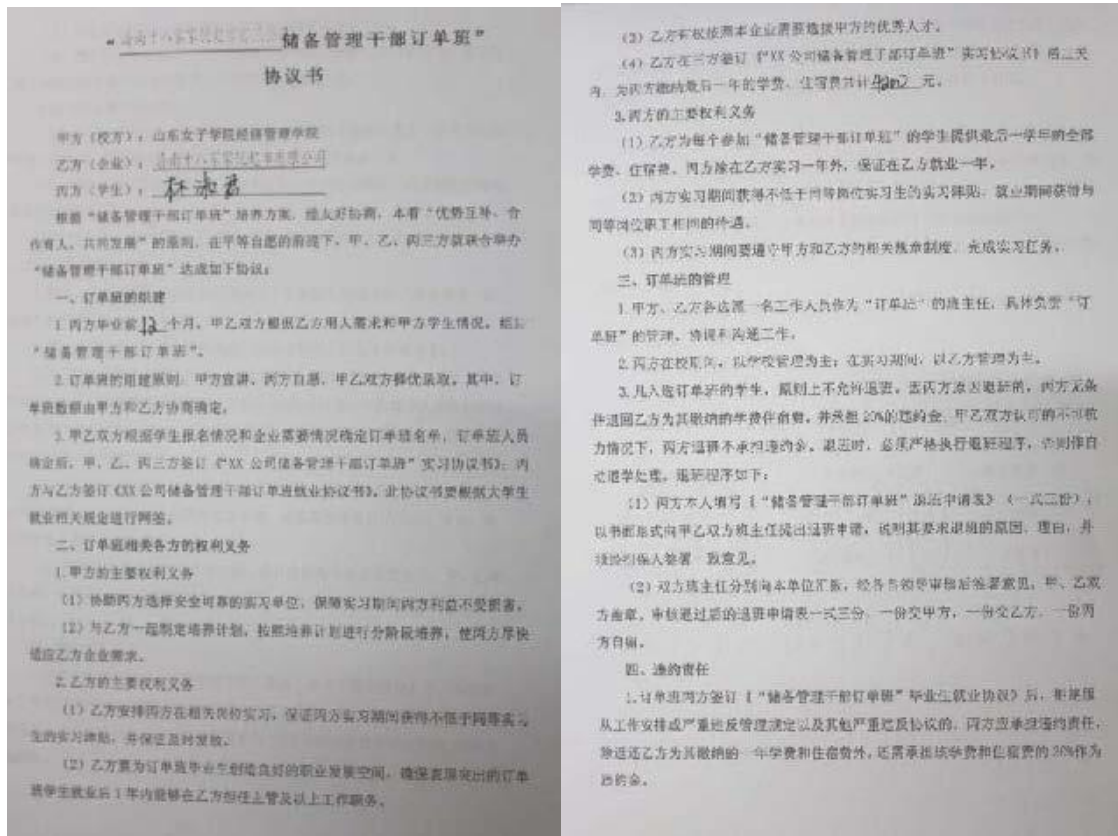 “ 储备管理干部订单班”
协议书
甲方(校方):山东女子学院经济管理学院
乙方(企业):济南十八家家悦超市有限公司
丙方(学生):
根据“储备管理干部订单班”培养方案,经友好协商,本着“优势互补、合
作育人、共同发展”的原则,在平等自愿的前提下,甲、乙、丙三方就联合举办
“储备管理干部订单班”达成如下协议:
一、订单班的组建
1.丙方毕业前12个月,甲乙双方根据乙方用人需求和甲方学生情况,组建
“储备管理干部订单班”。
2.订单班的组建原则:甲方宣讲、丙方自愿、甲乙双方择优录取。其中,订
单班数额由甲方和乙方协商确定。
3.甲乙双方根据学生报名情况和企业需要情况确定订单班名单,订单班人员
确定后,甲、乙、丙三方签订《“XX公司储备管理干部订单班”实习协议书》;丙
方与乙方签订《XX公司储备管理干部订单班就业协议书》,此协议书要根据大学生
就业相关规定进行网签。
二、订单班相关各方的权利义务
1.甲方的主要权利义务
(1)协助丙方选择安全可靠的实习单位,保障实习期间丙方利益不受损害。
(2)与乙方一起制定培养计划,按照培养计划进行分阶段培养,使丙方尽快
适应乙方企业需求。
2.乙方的主要权利义务
(1)乙方安排丙方在相关岗位实习,保证丙方实习期间获得不低于同等实习
生的实习津贴,并保证及时发放。
(2)乙方要为订单班毕业生创造良好的职业发展空间,确保表现突出的订单
班学生就业后1年内能够在乙方担任主管及以上工作职务。
(3)乙方有权按照本企业需要选拔甲方的优秀人才。
(4)乙方在三方签订《“XX公司储备管理干部订单班”实习协议书》后三天
内,为丙方缴纳最后一年的学费、住宿费共计 元。
3.丙方的主要权利义务
(1)乙方为每个参加“储备管理干部订单班”的学生提供最后一学年的全部
学费、住宿费。丙方除在乙方实习一年外,保证在乙方就业一年。
(2)丙方实习期间获得不低于同等岗位实习生的实习津贴,就业期间获得与
同等岗位职工相同的待遇。
(3)丙方实习期间要遵守甲方和乙方的相关规章制度,完成实习任务。
三、订单班的管理
1.甲方、乙方各选派一名工作人员作为“订单班”的班主任,具体负责“订
单班”的管理、协调和沟通工作。
2.丙方在校期间,以学校管理为主;在实习期间,以乙方管理为主。
3.凡入选订单班的学生,原则上不允许退班。因丙方原因退班的,丙方无条
件退回乙方为其缴纳的学费住宿费,并承担20%的违约金。甲乙双方认可的不可抗
力情况下,丙方退班不承担违约金。退班时,必须严格执行退班程序,否则作自
动退学处理。退班程序如下:
(1)丙方本人填写《“储备管理干部订单班”退班申请表》(一式三份),
以书面形式向甲乙双方班主任提出退班申请,说明其要求退班的原因、理由,并
须经担保人签署一致意见。
(2)双方班主任分别向本单位汇报,经各自领导审核后签署意见,甲、乙双
方盖章。审核通过后的退班申请表一式三份,一份交甲方,一份交乙方,一份丙
方自留。
四、违约责任
1.订单班丙方签订《“储备管理干部订单班”毕业生就业协议》后,拒绝服
从工作安排或严重违反管理规定以及其他严重违反协议的,丙方应承担违约责任,
除返还乙方为其缴纳的一年学费和住宿费外,还需承担该学费和住宿费的20%作为
违约金。